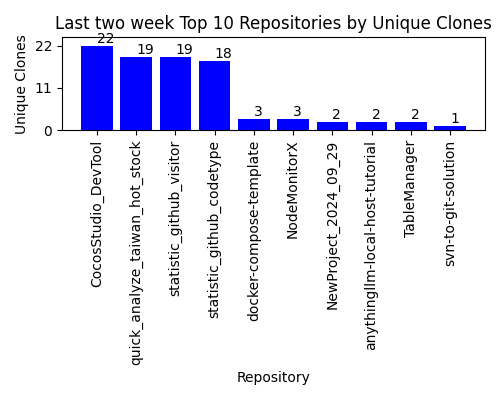 Last two week Top 10 Repositories by Unique Clones
Unique Clones
22
11
0
22
19
19
18
3
3
2
2
2
1
CocosStudio_DevTool
quick_analyze_taiwan_hot_stock
statistic_github_visitor
statistic_github_codetype
docker-compose-template
NodeMonitorX
NewProject_2024_09_29
anythingllm-local-host-tutorial
TableManager
svn-to-git-solution
Repository